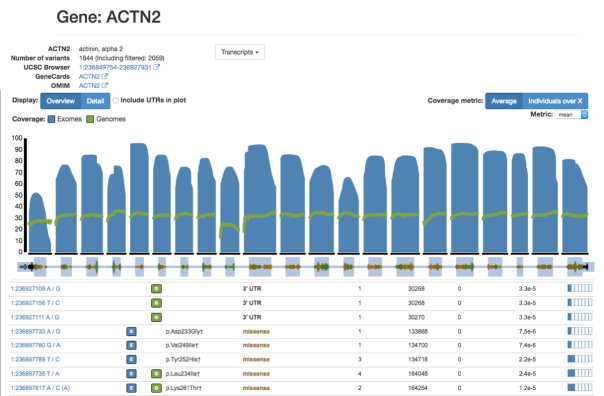 Gene: ACTN2
ACTN2 actinin, alpha 2
Transcripts
Number of variants 1844 (Including filtered: 2059)
UCSC Browser 1:236849754-236927931
GeneCards ACTN2
OMIM ACTN2
Display: Overview Detail Include UTRs in plot Coverage metric: Average Individuals over X
Metric: mean
Coverage: Exomes Genomes
100
90
80
70
60
50
40
30
20
10
0
1:236927109 A / G G 3' UTR 1 30268 0 3.3e-5
1:236927156 T / C G 3' UTR 1 30268 0 3.3e-5
1:236927111 A / G G 3' UTR 1 30270 0 3.3e-5
1:236897733 A / G E p.Asp233Gly† missense 1 133868 0 7.5e-6
1:236897780 G / A E p.Val249Ile† missense 1 134700 0 7.4e-6
1:236897789 T / C E p.Tyr252His† missense 3 134718 0 2.2e-5
1:236897735 T / A E G p.Leu234Ile† missense 4 164048 0 2.4e-5
1:236897817 A / C (A) E G p.Lys261Thr† missense 2 164254 0 1.2e-5